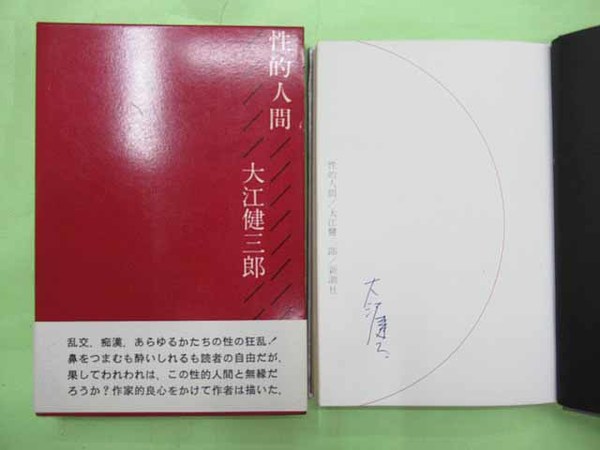 性的人間
大江健三郎
乱交、痴漢、あらゆるかたちの性の狂乱!
鼻をつまむも酔いしれるも読者の自由だが、
果してわれわれは、この性的人間と無縁だ
ろうか?作家的良心をかけて作者は描いた。
性的人間/大江健 郎/新潮社
大江健三